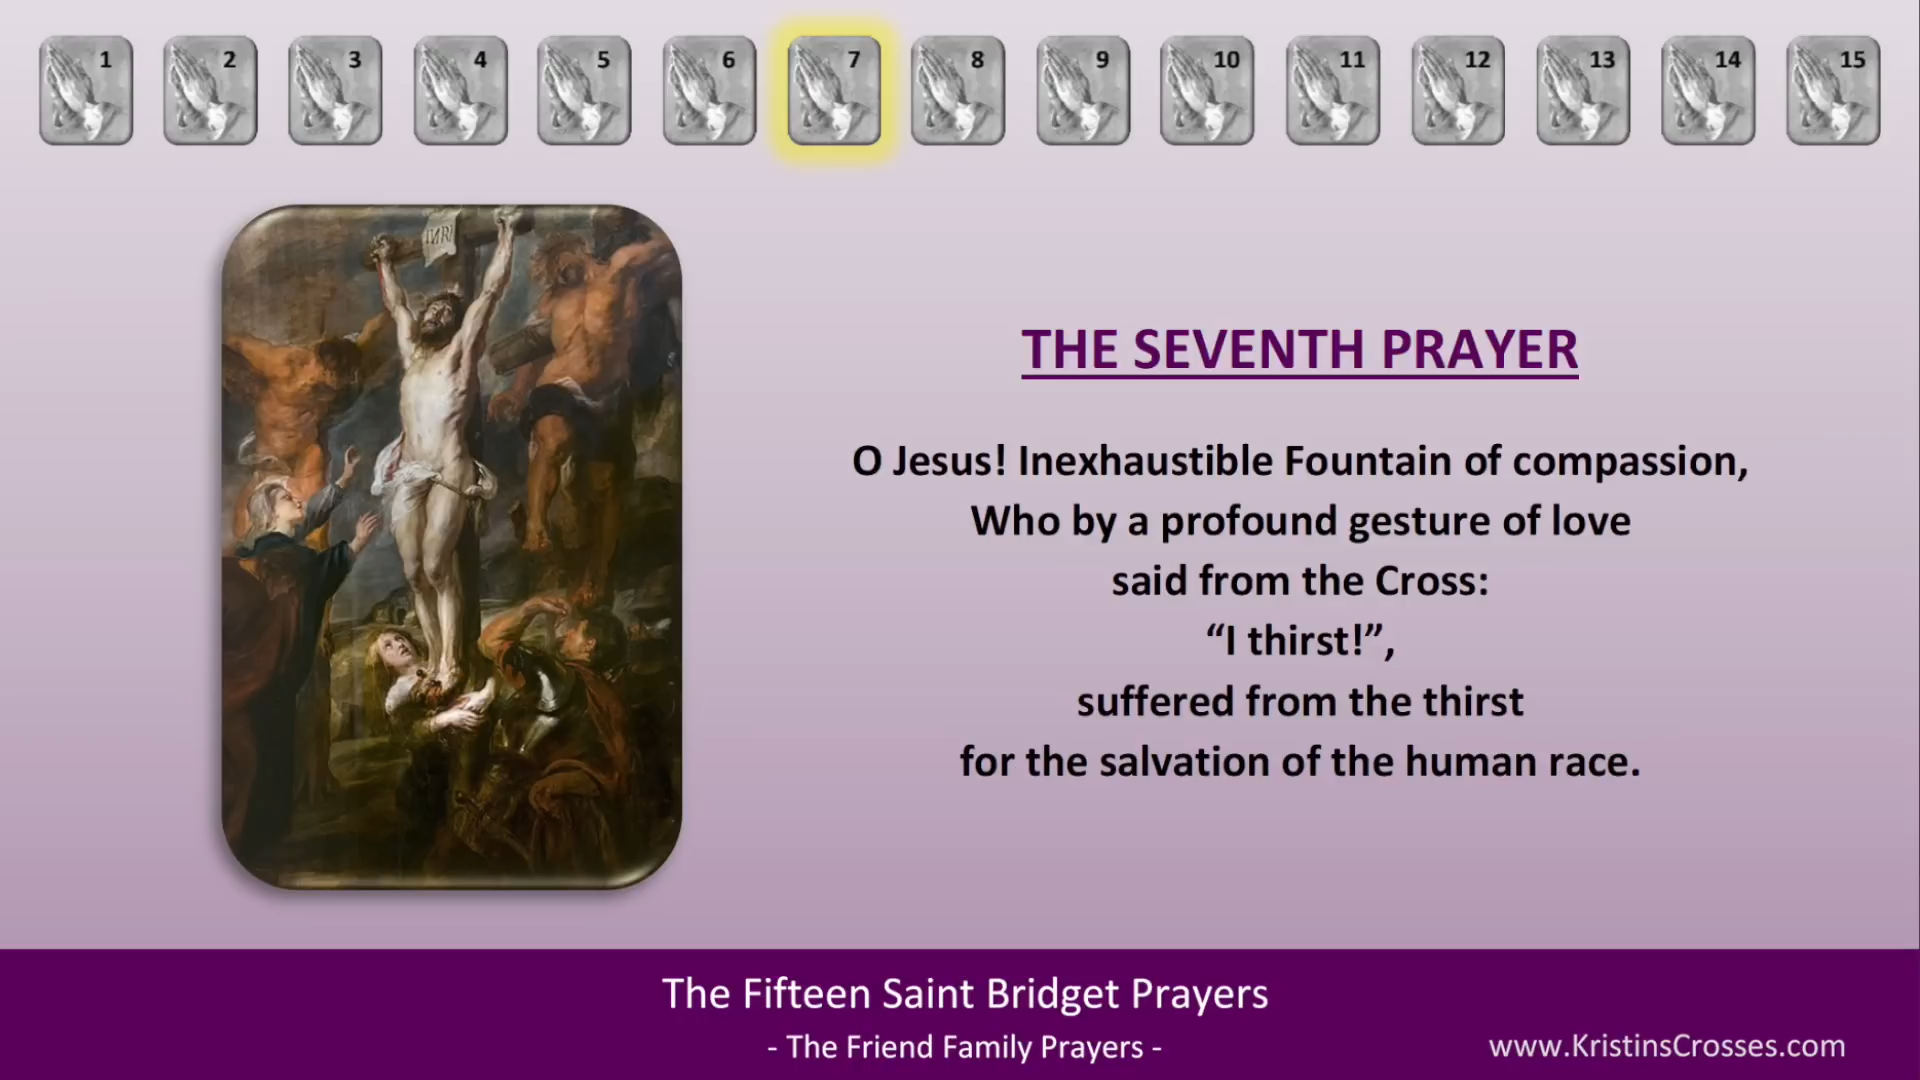 1 2 3 4 5 6 7 8 9 10 11 12 13 14 15
INRI
THE SEVENTH PRAYER
O Jesus! Inexhaustible Fountain of compassion,
Who by a profound gesture of love
said from the Cross:
“I thirst!”,
suffered from the thirst
for the salvation of the human race.
The Fifteen Saint Bridget Prayers
- The Friend Family Prayers -
www.KristinsCrosses.com